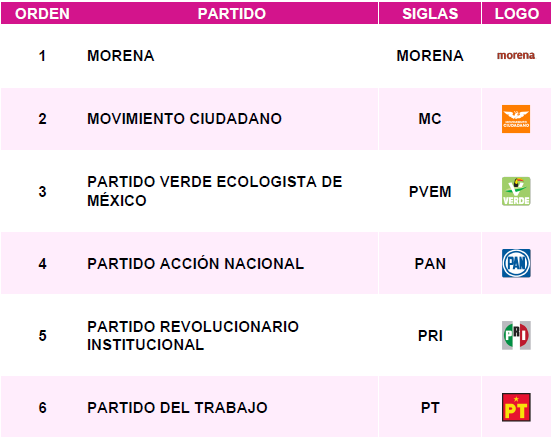 ORDEN PARTIDO SIGLAS LOGO
1 MORENA MORENA morena
2 MOVIMIENTO CIUDADANO MC MOVIMIENTO CIUDADANO
3 PARTIDO VERDE ECOLOGISTA DE MÉXICO PVEM VERDE
4 PARTIDO ACCIÓN NACIONAL PAN PAN
5 PARTIDO REVOLUCIONARIO INSTITUCIONAL PRI PRI
6 PARTIDO DEL TRABAJO PT PT